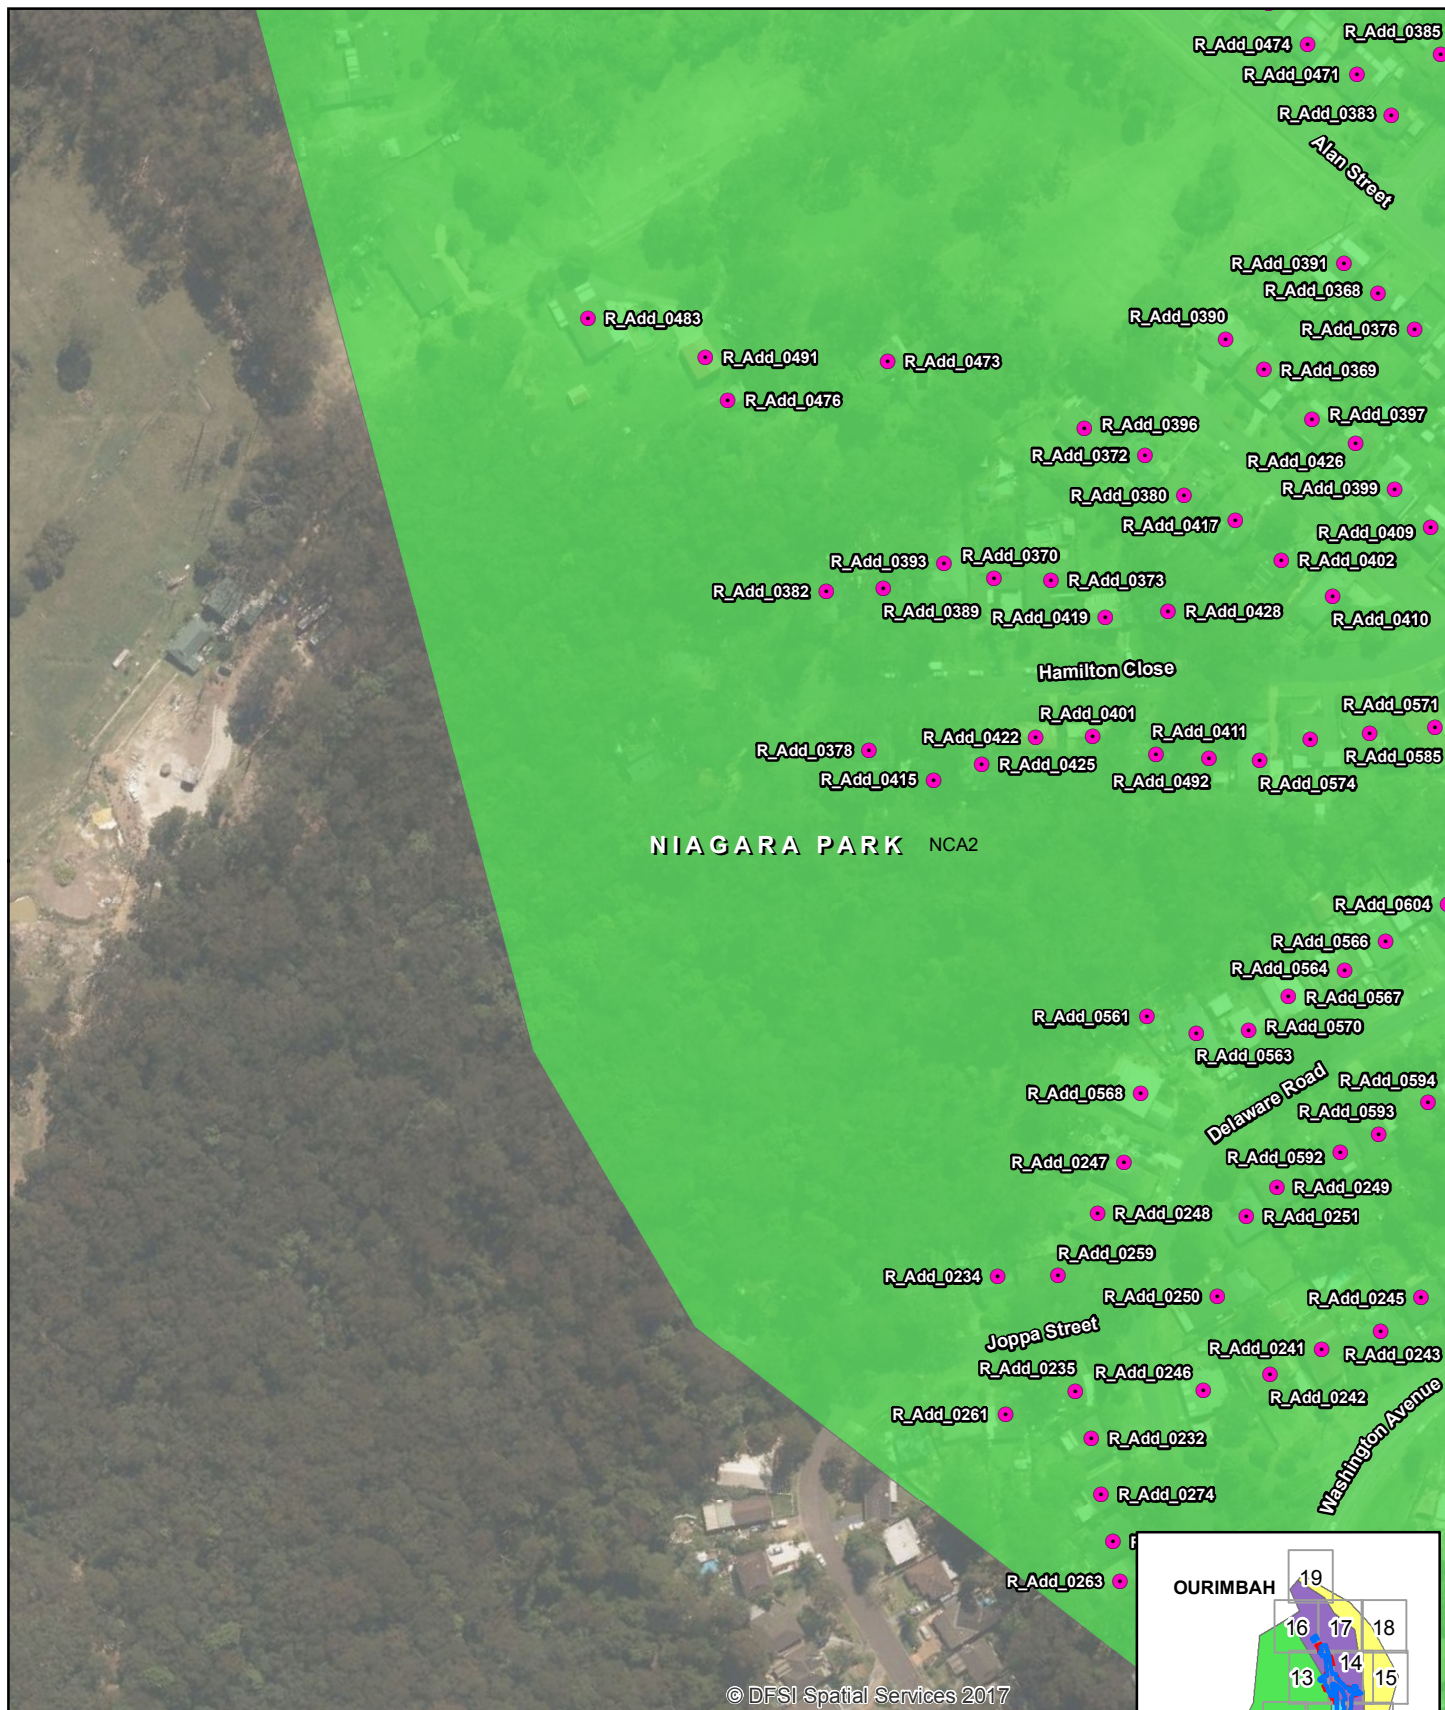 R_Add_0385
R_Add_0474
R_Add_0471
R_Add_0383
Alan Street
R_Add_0391
R_Add_0368
R_Add_0390
R_Add_0376
R_Add_0483
R_Add_0491
R_Add_0473
R_Add_0369
R_Add_0476
R_Add_0397
R_Add_0396
R_Add_0372
R_Add_0426
R_Add_0380
R_Add_0399
R_Add_0417
R_Add_0409
R_Add_0393
R_Add_0370
R_Add_0402
R_Add_0373
R_Add_0382
R_Add_0389
R_Add_0419
R_Add_0428
R_Add_0410
Hamilton Close
R_Add_0401
R_Add_0571
R_Add_0422
R_Add_0411
R_Add_0378
R_Add_0425
R_Add_0585
R_Add_0415
R_Add_0492
R_Add_0574
NIAGARA PARK
NCA2
R_Add_0604
R_Add_0566
R_Add_0564
R_Add_0567
R_Add_0561
R_Add_0570
R_Add_0563
R_Add_0594
R_Add_0568
Delaware Road
R_Add_0593
R_Add_0592
R_Add_0247
R_Add_0249
R_Add_0248
R_Add_0251
R_Add_0259
R_Add_0234
R_Add_0250
R_Add_0245
Joppa Street
R_Add_0241
R_Add_0243
R_Add_0235
R_Add_0246
R_Add_0242
R_Add_0261
Washington Avenue
R_Add_0232
R_Add_0274
R_Add_0263
OURIMBAH
19
16
17
18
14
13
15
© DFSI Spatial Services 2017